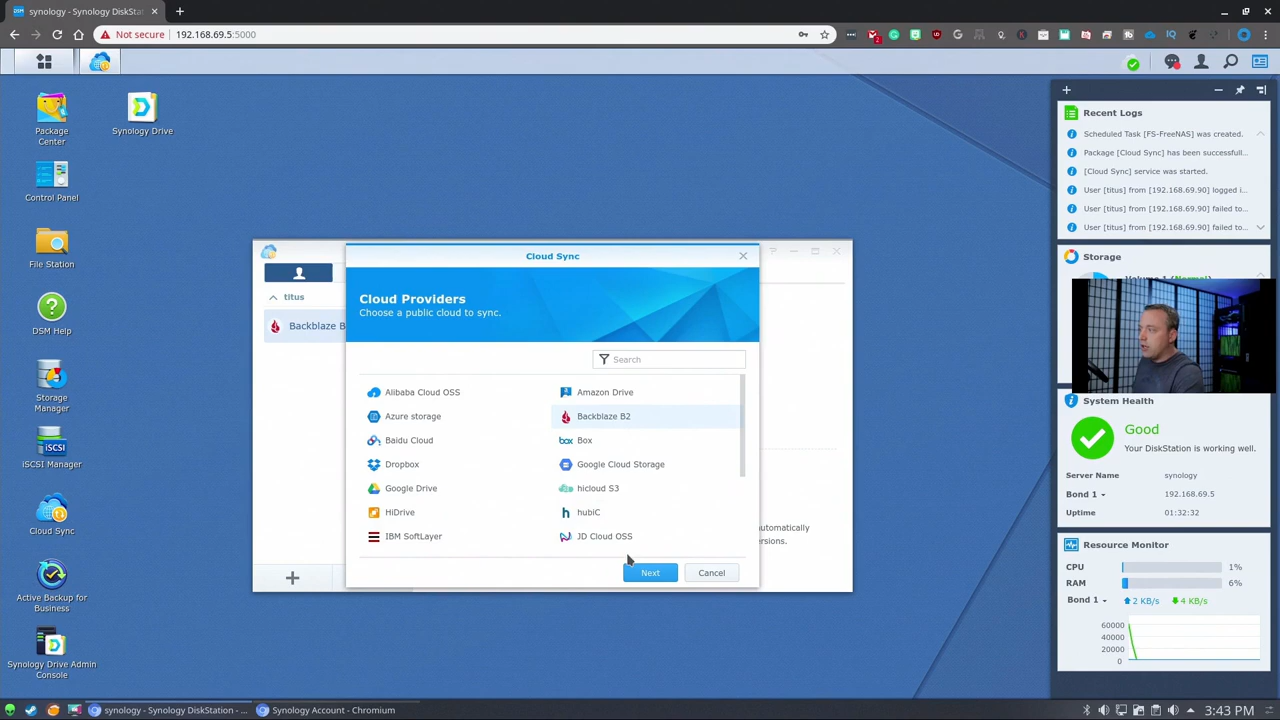 synology - Synology DiskSta
Not secure
192.168.69.5:5000
Package
Center
Synology Drive
Control Panel
File Station
DSM Help
Storage
Manager
iSCSI Manager
Cloud Sync
Active Backup for
Business
Synology Drive Admin
Console
titus
Backblaze B
Cloud Sync
Cloud Providers
Choose a public cloud to sync.
Search
Alibaba Cloud OSS
Amazon Drive
Azure storage
Backblaze B2
Baidu Cloud
Box
Dropbox
Google Cloud Storage
Google Drive
hicloud S3
HiDrive
hubiC
IBM SoftLayer
JD Cloud OSS
Next
Cancel
automatically
rsions.
Recent Logs
Scheduled Task [FS-FreeNAS] was created.
Package [Cloud Sync] has been successfull...
[Cloud Sync] service was started.
User [titus] from [192.168.69.90] logged i...
User [titus] from [192.168.69.90] failed to...
User [titus] from [192.168.69.90] failed to...
Storage
System Health
Good
Your DiskStation is working well.
Server Name
synology
Bond 1
192.168.69.5
Uptime
01:32:32
Resource Monitor
CPU
1%
RAM
6%
Bond 1
2 KB/s
4 KB/s
60000
40000
20000
0
synology - Synology DiskStation - ...
Synology Account - Chromium
3:43 PM